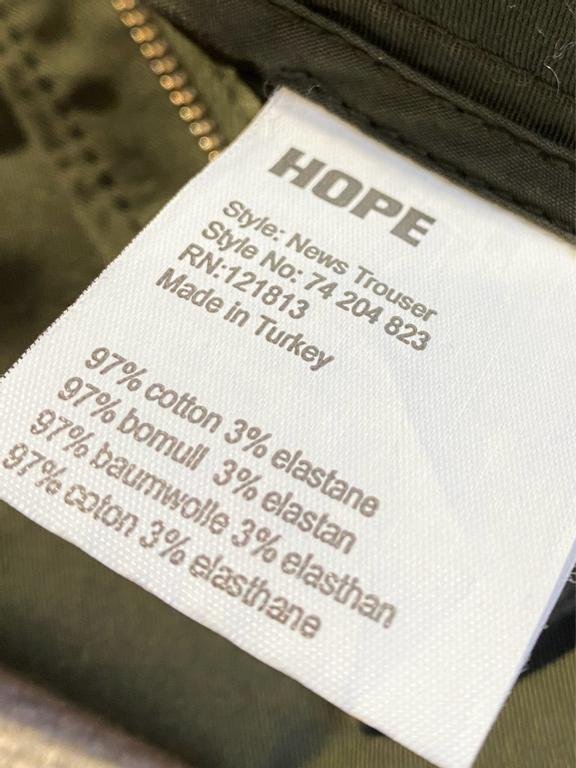 HOPE
Style: News Trouser
Style No: 74 204 823
RN:121813
Made in Turkey
97% cotton 3% elastane
97% bomull 3% elastan
97% baumwolle 3% elasthan
97% coton 3% elasthane